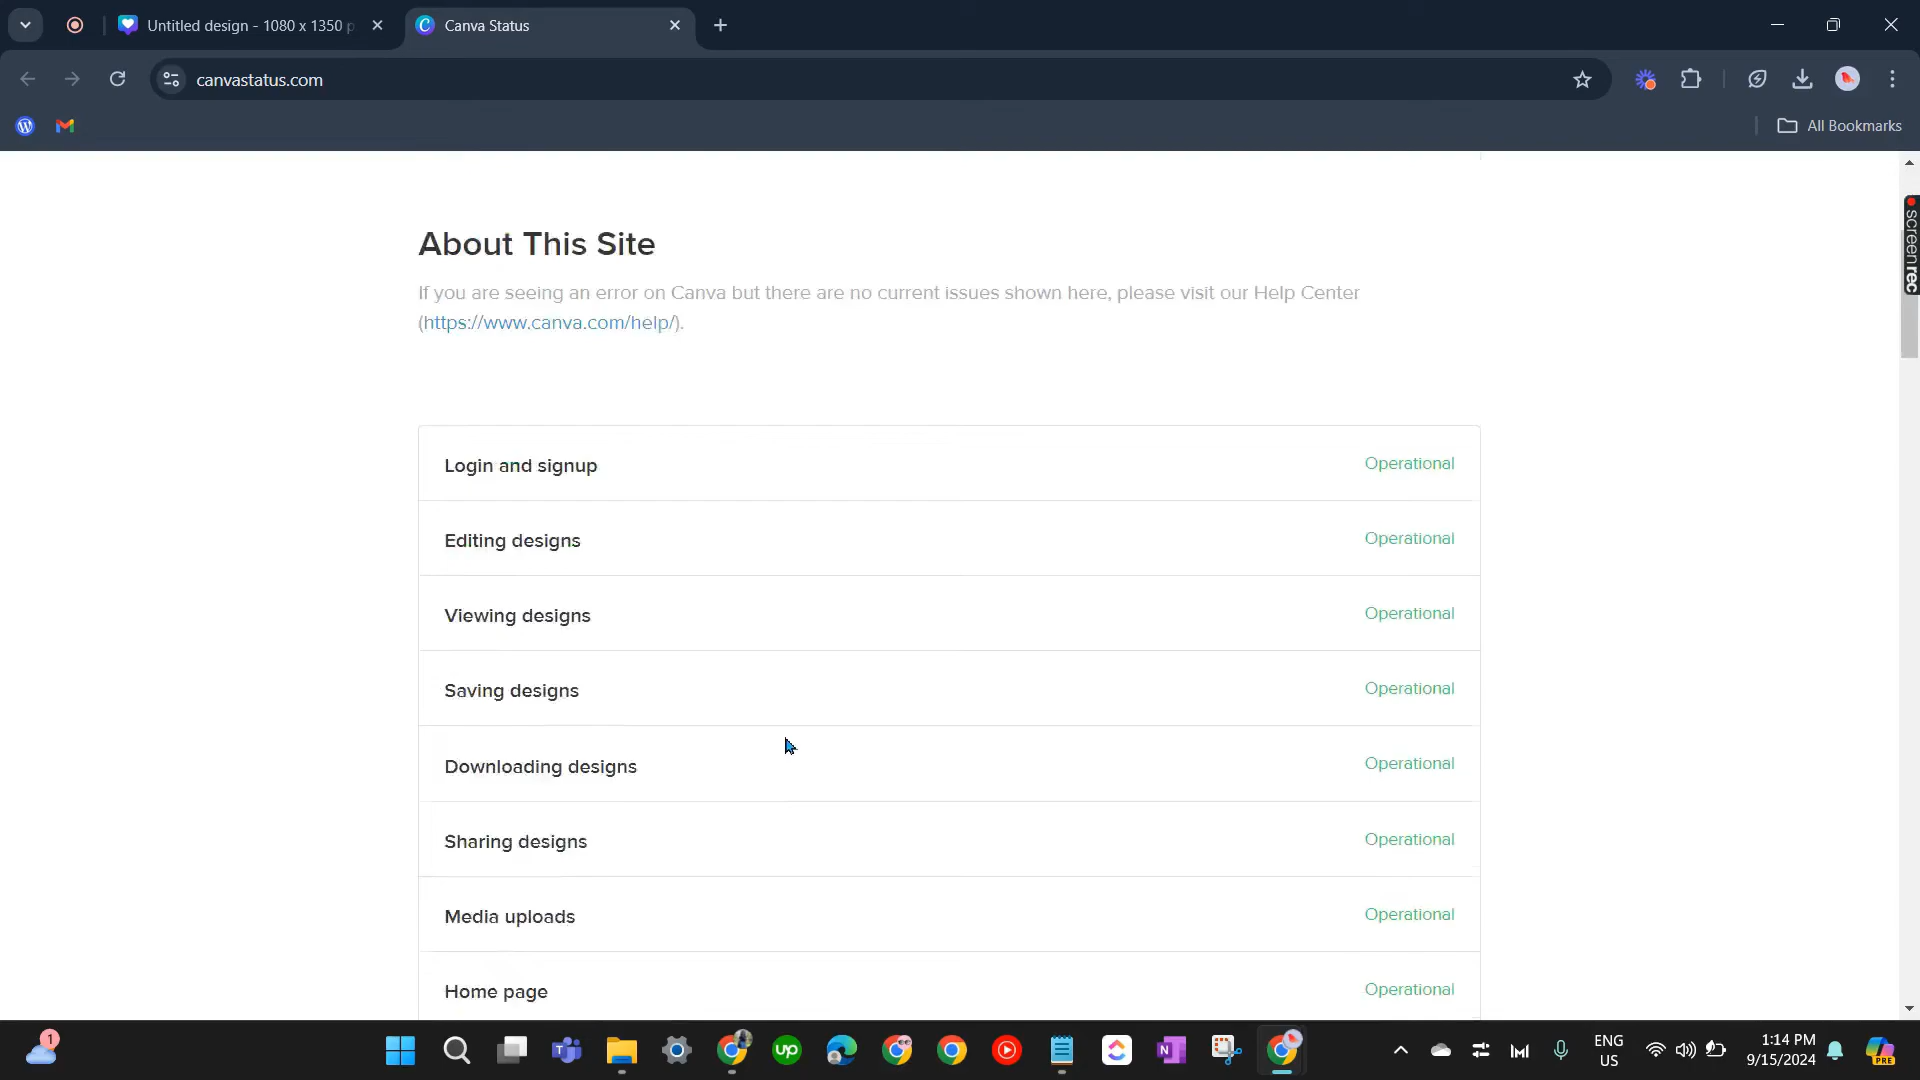 Untitled design - 1080 x 1350 p
Canva Status
canvastatus.com
All Bookmarks
screenrec
About This Site
If you are seeing an error on Canva but there are no current issues shown here, please visit our Help Center
(https://www.canva.com/help/).
Login and signup Operational
Editing designs Operational
Viewing designs Operational
Saving designs Operational
Downloading designs Operational
Sharing designs Operational
Media uploads Operational
Home page Operational
1
up
ENG
US
1:14 PM
9/15/2024
PRE